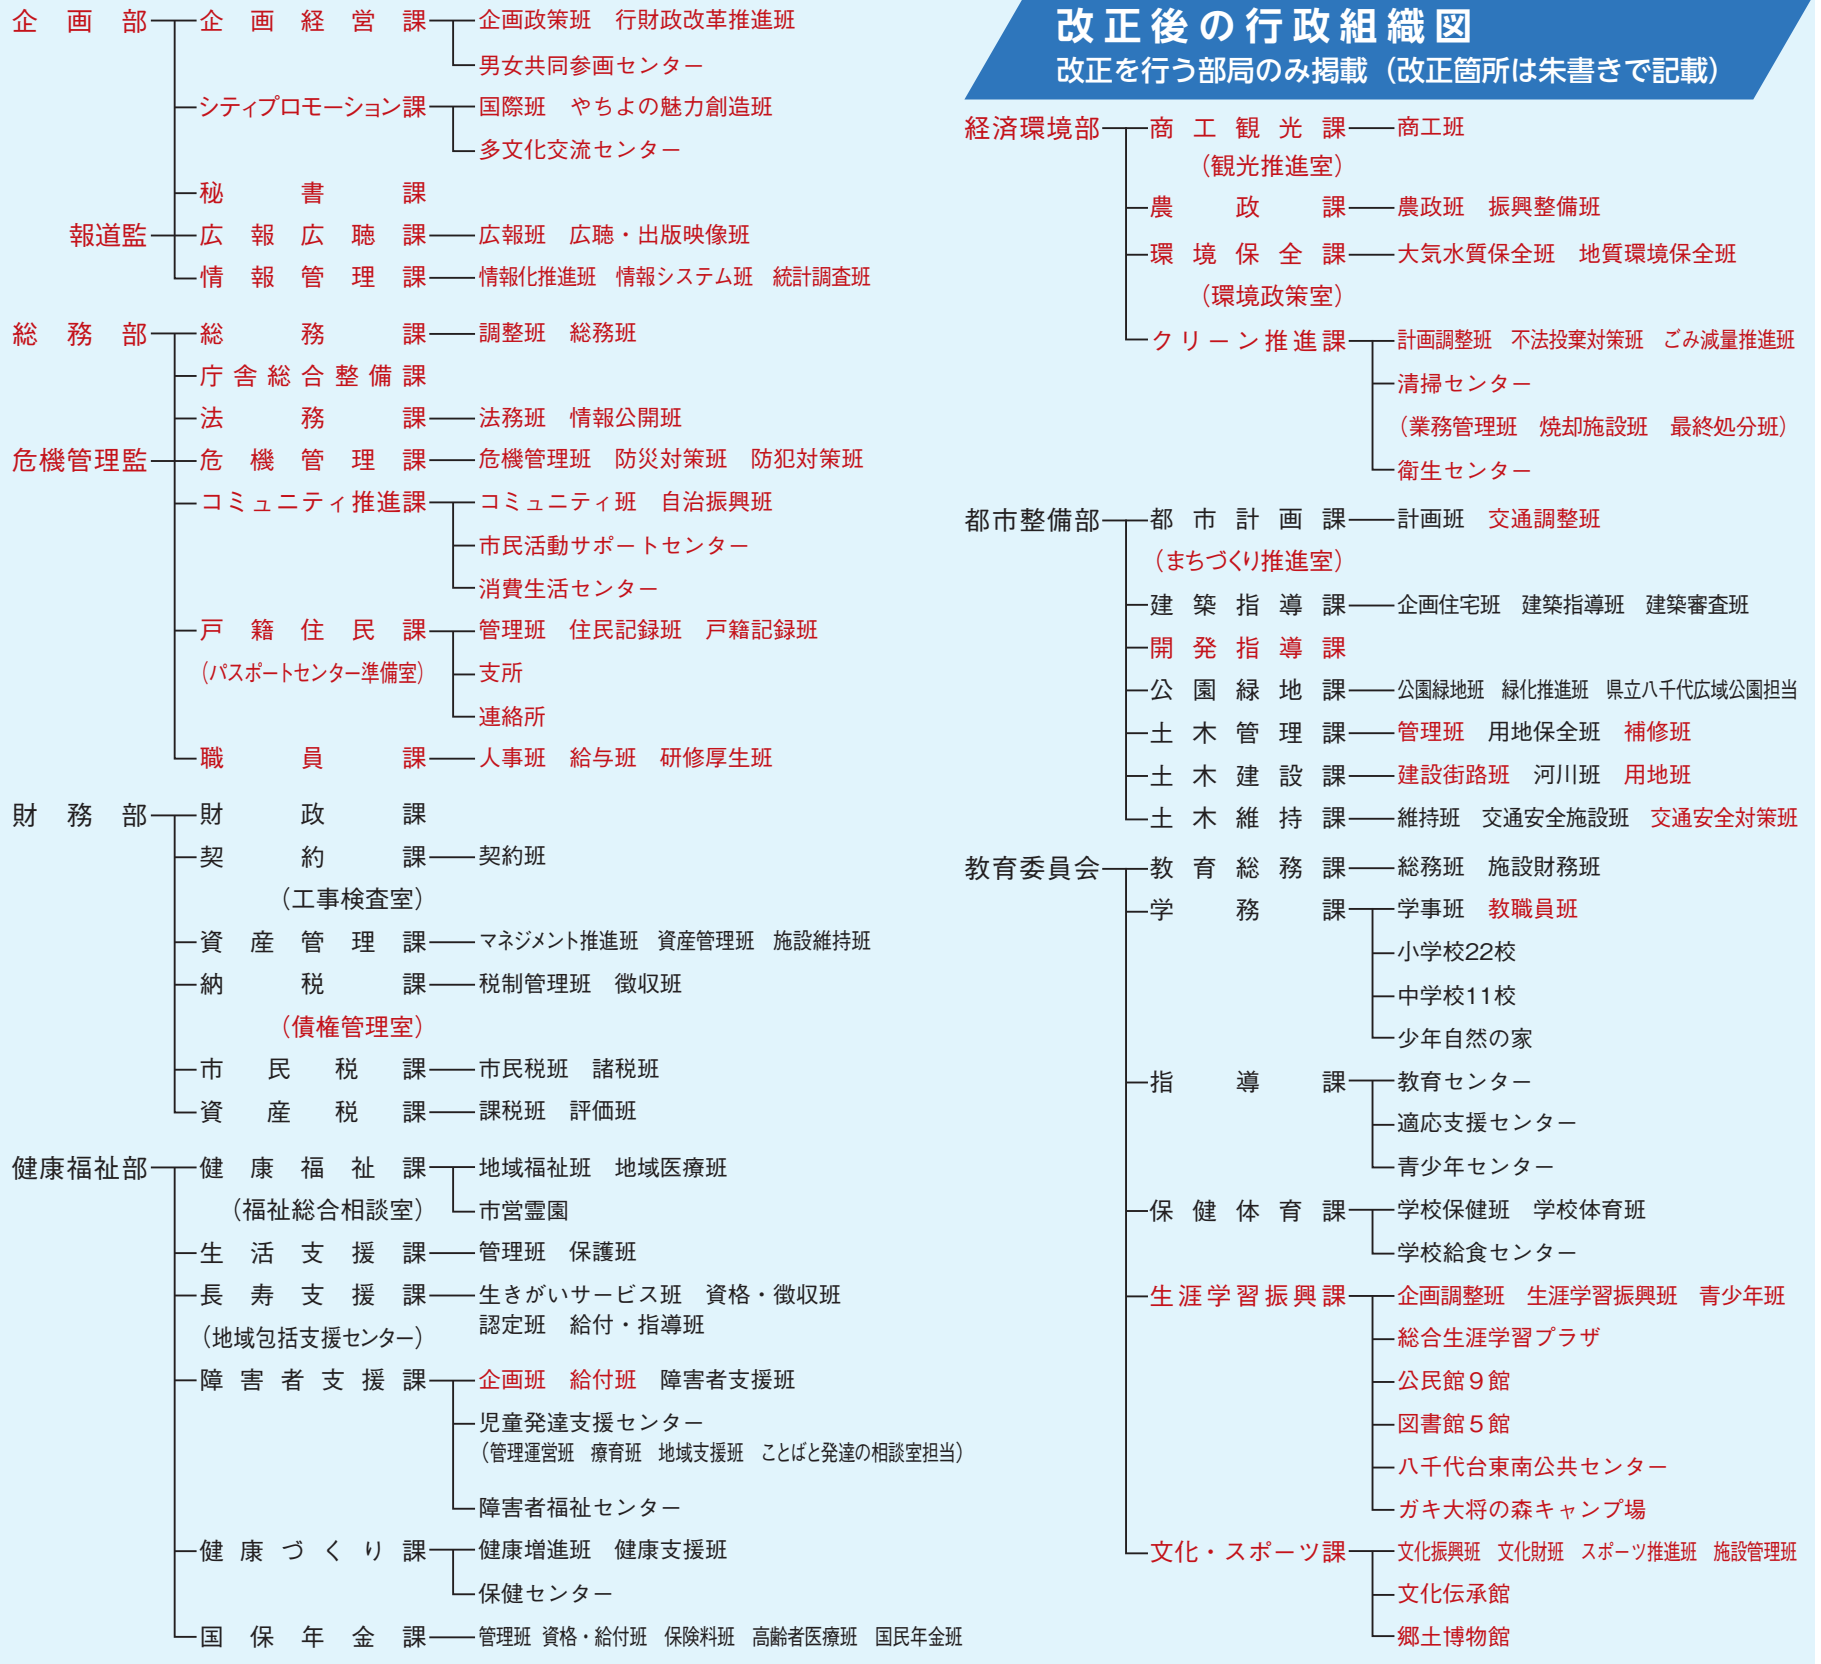 改正後の行政組織図
改正を行う部局のみ掲載（改正箇所は朱書きで記載）
企画部 企画経営課 企画政策班 行財政改革推進班
男女共同参画センター
シティプロモーション課 国際班 やちよの魅力創造班
多文化交流センター
秘書課
報道監 広報広聴課 広報班 広聴・出版映像班
情報管理課 情報化推進班 情報システム班 統計調査班
総務部 総務課 調整班 総務班
庁舎総合整備課
法務課 法務班 情報公開班
危機管理監 危機管理課 危機管理班 防災対策班 防犯対策班
コミュニティ推進課 コミュニティ班 自治振興班
市民活動サポートセンター
消費生活センター
戸籍住民課 管理班 住民記録班 戸籍記録班
（パスポートセンター準備室） 支所
連絡所
職員課 人事班 給与班 研修厚生班
財務部 財政課
契約課 契約班
（工事検査室）
資産管理課 マネジメント推進班 資産管理班 施設維持班
納税課 税制管理班 徴収班
（債権管理室）
市民税課 市民税班 諸税班
資産税課 課税班 評価班
健康福祉部 健康福祉課 地域福祉班 地域医療班
（福祉総合相談室） 市営霊園
生活支援課 管理班 保護班
長寿支援課 生きがいサービス班 資格・徴収班
認定班 給付・指導班
（地域包括支援センター）
障害者支援課 企画班 給付班 障害者支援班
児童発達支援センター
（管理運営班 療育班 地域支援班 ことばと発達の相談室担当）
障害者福祉センター
健康づくり課 健康増進班 健康支援班
保健センター
国保年金課 管理班 資格・給付班 保険料班 高齢者医療班 国民年金班
経済環境部 商工観光課 商工班
（観光推進室）
農政課 農政班 振興整備班
環境保全課 大気水質保全班 地質環境保全班
（環境政策室）
クリーン推進課 計画調整班 不法投棄対策班 ごみ減量推進班
清掃センター
（業務管理班 焼却施設班 最終処分班）
衛生センター
都市整備部 都市計画課 計画班 交通調整班
（まちづくり推進室）
建築指導課 企画住宅班 建築指導班 建築審査班
開発指導課
公園緑地課 公園緑地班 緑化推進班 県立八千代広域公園担当
土木管理課 管理班 用地保全班 補修班
土木建設課 建設街路班 河川班 用地班
土木維持課 維持班 交通安全施設班 交通安全対策班
教育委員会 教育総務課 総務班 施設財務班
学務課 学事班 教職員班
小学校22校
中学校11校
少年自然の家
指導課 教育センター
適応支援センター
青少年センター
保健体育課 学校保健班 学校体育班
学校給食センター
生涯学習振興課 企画調整班 生涯学習振興班 青少年班
総合生涯学習プラザ
公民館９館
図書館５館
八千代台東南公共センター
ガキ大将の森キャンプ場
文化・スポーツ課 文化振興班 文化財班 スポーツ推進班 施設管理班
文化伝承館
郷土博物館